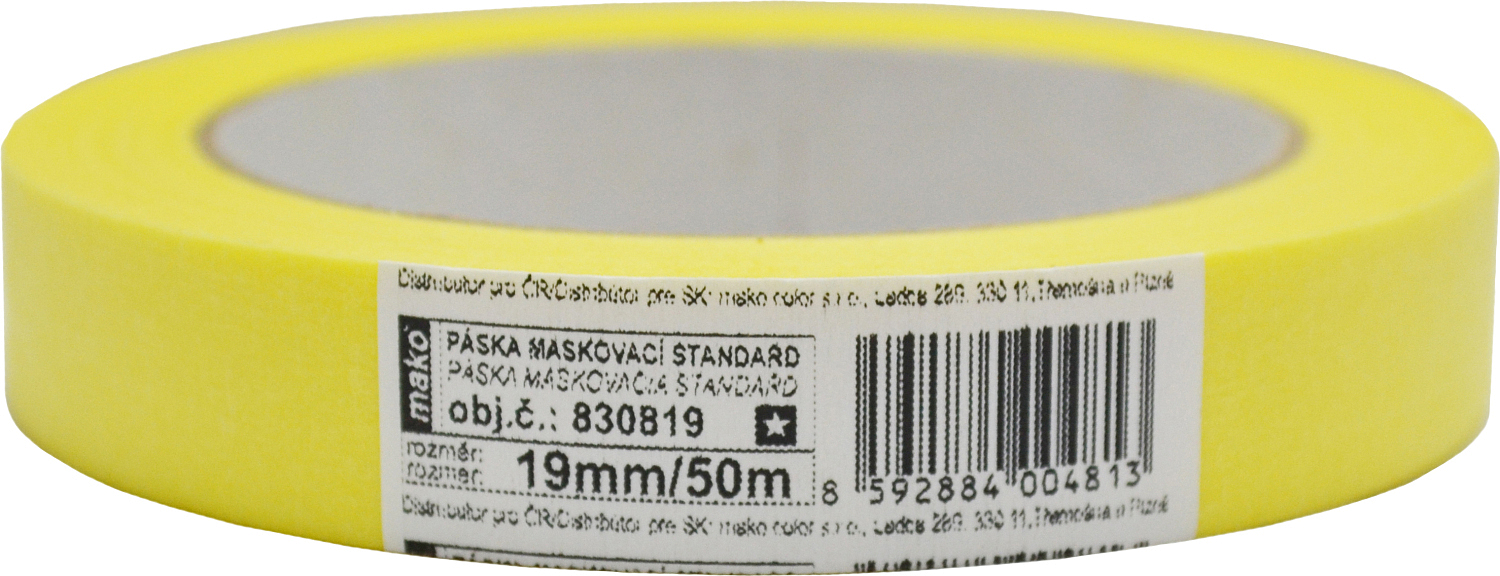 Distributor pro ČR/Distribútor pre SK: mako color s.r.o., Ledce 289, 330 11, Třemošná u Plzně
mako
PÁSKA MASKOVACÍ STANDARD
PÁSKA MASKOVACIA ŠTANDARD
obj.č.: 830819
rozměr:
rozmer:
19mm/50m
8 592884 004813
Distributor pro ČR/Distribútor pre SK: mako color s.r.o., Ledce 289, 330 11, Třemošná u Plzně